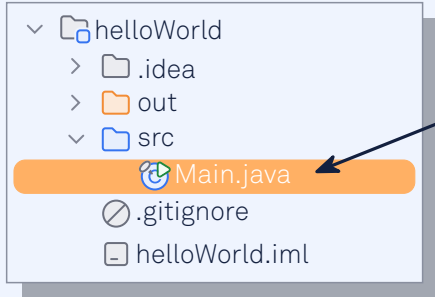 helloWorld
.idea
out
src
Main.java
.gitignore
helloWorld.iml